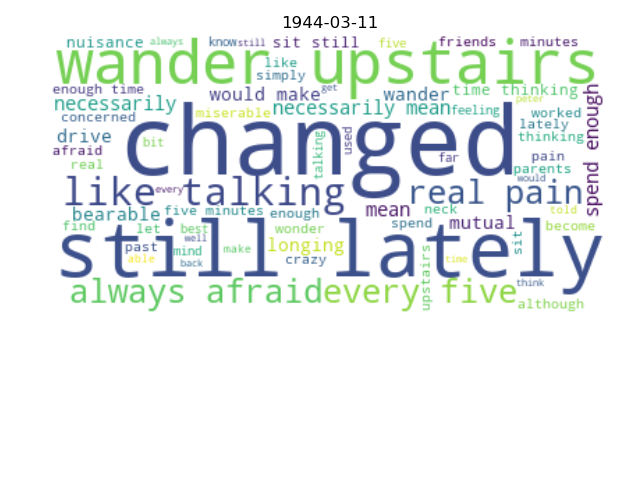 1944-03-11
nuisance always know still sit still five friends minutes
wander upstairs
like
simply
enough time would make get wander time thinking
necessarily miserable necessarily mean feeling peter worked
concerned changed lately
drive bit talking used thinking spend enough
afraid far pain
real parents
like every talking real pain would
bearable five minutes enough mean neck mutual told
find let best wonder spend become
still lately
past well mind make longing sit
able back crazy upstairs time
always afraid every five think
although